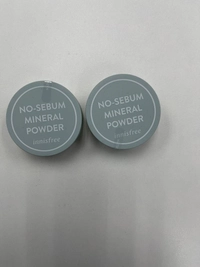 NO-SEBUM
MINERAL
POWDER
innisfree
NO-SEBUM
MINERAL
POWDER
innisfree